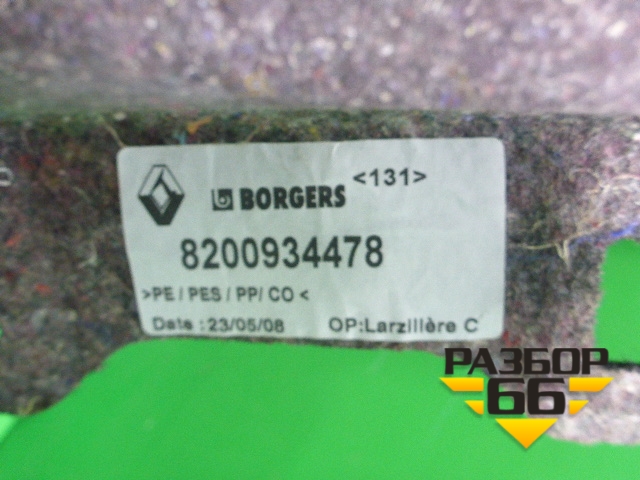 <131>
BORGERS
8200934478
>PE / PES / PP/ CO <
Date : 23/05/08 OP:Larzillère C
РАЗБОР
66